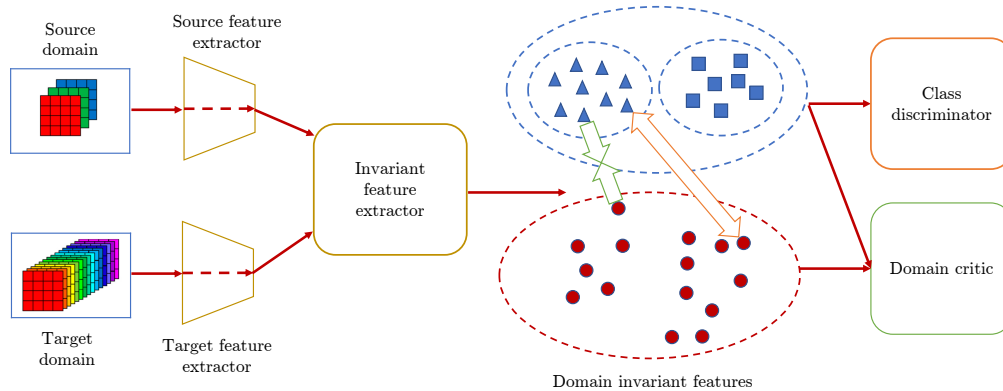 Source
domain
Source feature
extractor
Class
discriminator
Invariant
feature
extractor
Domain critic
Target
domain
Target feature
extractor
Domain invariant features